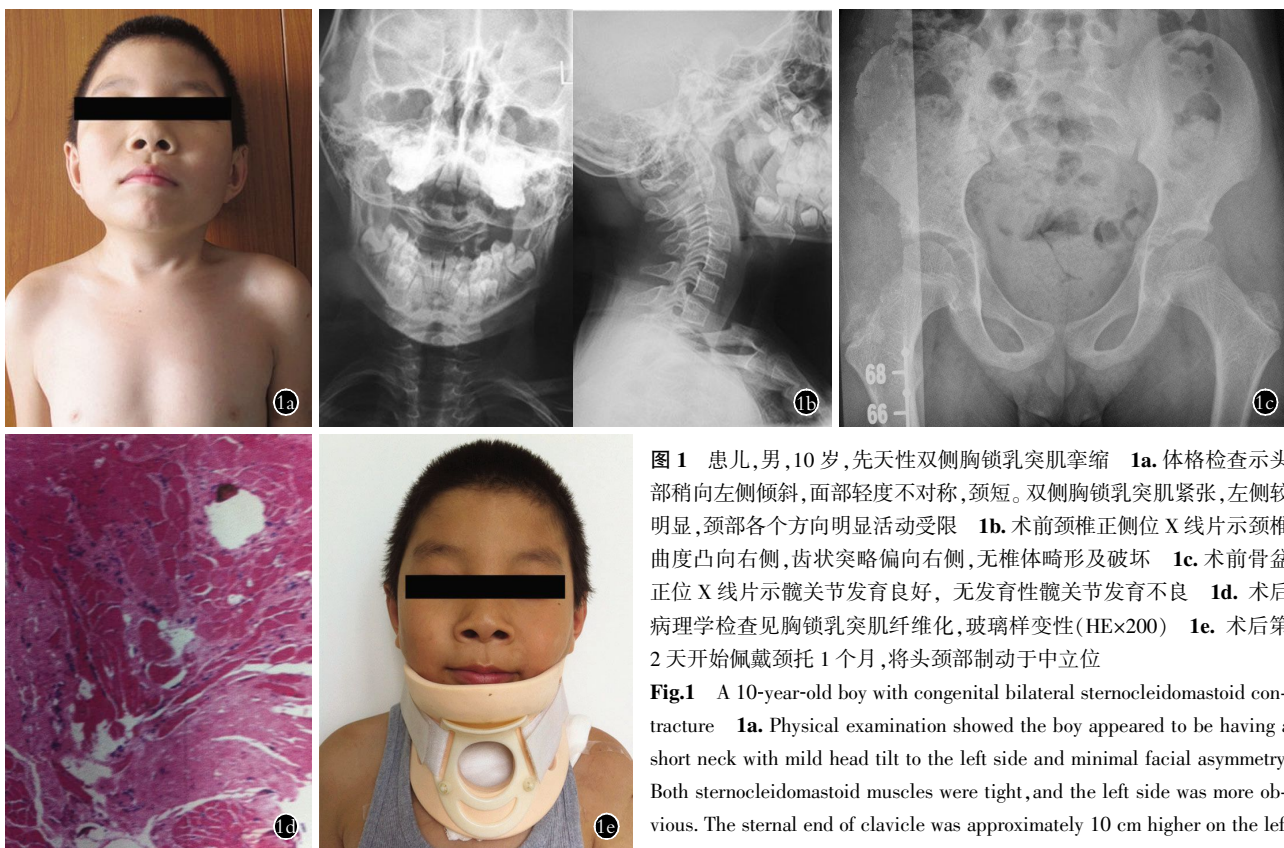 1a
L
1b
68
66
1c
1d
1e
图 1 患儿,男,10 岁,先天性双侧胸锁乳突肌挛缩 1a. 体格检查示头
部稍向左侧倾斜,面部轻度不对称,颈短。双侧胸锁乳突肌紧张,左侧较
明显,颈部各个方向明显活动受限 1b. 术前颈椎正侧位 X 线片示颈椎
曲度凸向右侧,齿状突略偏向右侧,无椎体畸形及破坏 1c. 术前骨盆
正位 X 线片示髋关节发育良好, 无发育性髋关节发育不良 1d. 术后
病理学检查见胸锁乳突肌纤维化,玻璃样变性(HE×200) 1e. 术后第
2 天开始佩戴颈托 1 个月,将头颈部制动于中立位
Fig.1 A 10-year-old boy with congenital bilateral sternocleidomastoid con-
tracture 1a. Physical examination showed the boy appeared to be having a
short neck with mild head tilt to the left side and minimal facial asymmetry
Both sternocleidomastoid muscles were tight,and the left side was more ob-
vious. The sternal end of clavicle was approximately 10 cm higher on the left